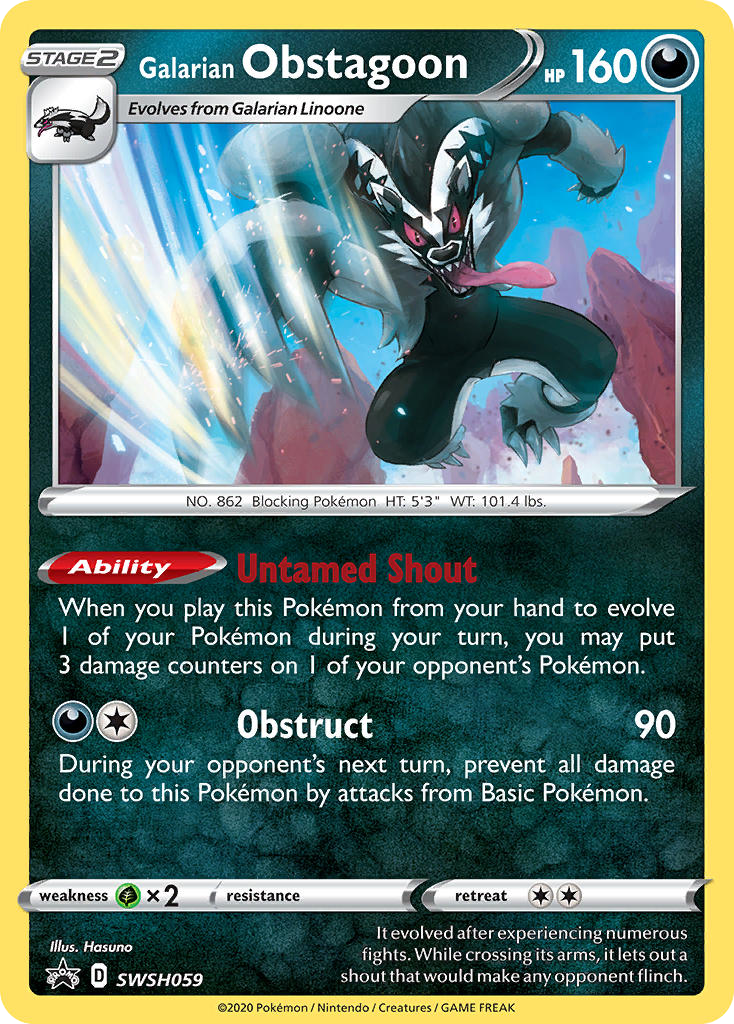 STAGE 2
Galarian Obstagoon
HP 160
Evolves from Galarian Linoone
NO. 862 Blocking Pokémon HT: 5'3" WT: 101.4 lbs.
Ability Untamed Shout
When you play this Pokémon from your hand to evolve
1 of your Pokémon during your turn, you may put
3 damage counters on 1 of your opponent's Pokémon.
Obstruct 90
During your opponent's next turn, prevent all damage
done to this Pokémon by attacks from Basic Pokémon.
weakness ×2 resistance retreat
It evolved after experiencing numerous
fights. While crossing its arms, it lets out a
shout that would make any opponent flinch.
Illus. Hasuno
PROMO D SWSH059
©2020 Pokémon / Nintendo / Creatures / GAME FREAK